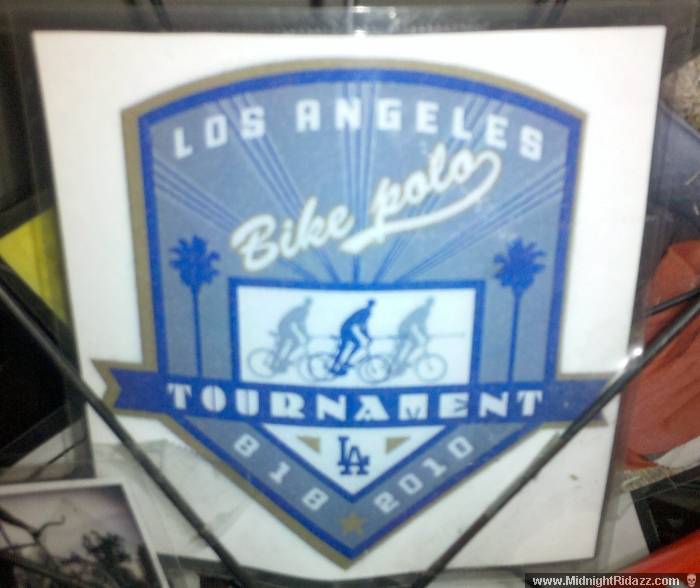 LOS ANGELES
Bike polo
TOURNAMENT
LA
818 2010
www.MidnightRidazz.com